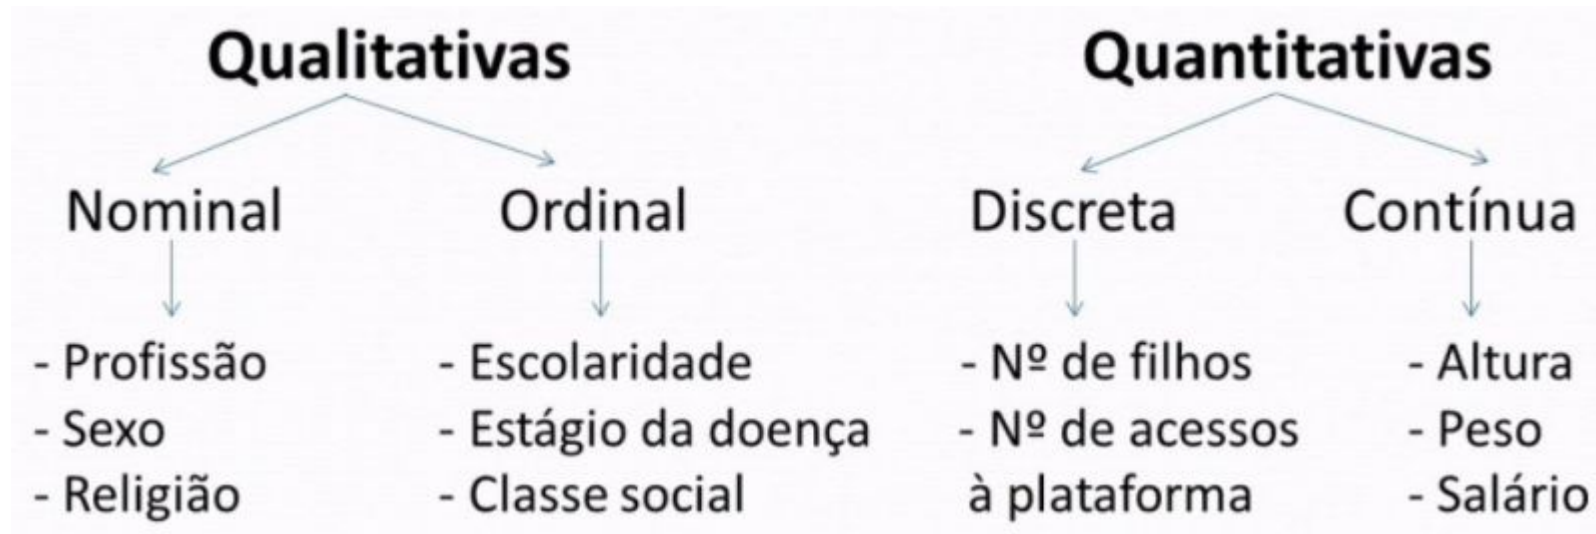 Qualitativas
Quantitativas
Nominal
Ordinal
Discreta
Contínua
- Profissão
- Sexo
- Religião
- Escolaridade
- Estágio da doença
- Classe social
- Nº de filhos
- Nº de acessos
à plataforma
- Altura
- Peso
- Salário